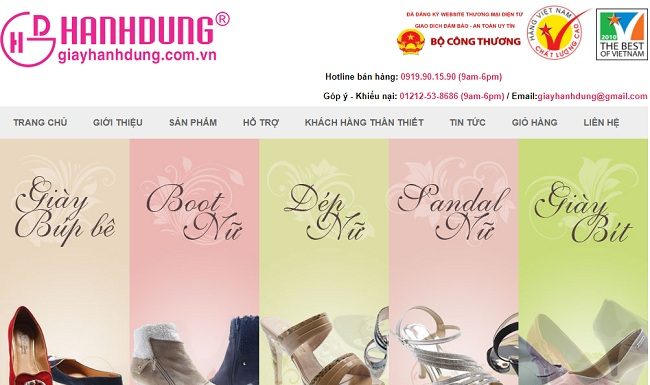 HD HANHDUNG®
giayhanhdung.com.vn
ĐÃ ĐĂNG KÝ WEBSITE THƯƠNG MẠI ĐIỆN TỬ
GIAO DỊCH ĐẢM BẢO - AN TOÀN UY TÍN
BỘ CÔNG THƯƠNG
HÀNG VIỆT NAM
CHẤT LƯỢNG CAO
2010
THE BEST
OF VIETNAM
Hotline bán hàng: 0919.90.15.90 (9am-6pm)
Góp ý - Khiếu nại: 01212-53-8686 (9am-6pm) / Email:giayhanhdung@gmail.com
TRANG CHỦ GIỚI THIỆU SẢN PHẨM HỖ TRỢ KHÁCH HÀNG THÂN THIẾT TIN TỨC GIỎ HÀNG LIÊN HỆ
Giày
Búp bê
Boot
Nữ
Dép
Nữ
Sandal
Nữ
Giày
Bít